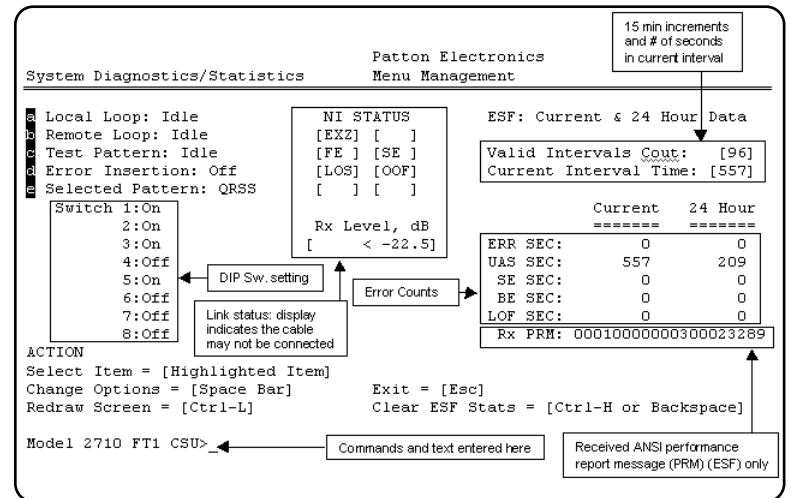 15 min increments
and # of seconds
in current interval
Patton Electronics
System Diagnostics/Statistics Menu Management
a Local Loop: Idle NI STATUS ESF: Current & 24 Hour Data
b Remote Loop: Idle [EXZ] [ ]
c Test Pattern: Idle [FE ] [SE ] Valid Intervals Cout: [96]
d Error Insertion: Off [LOS] [OOF] Current Interval Time: [557]
e Selected Pattern: QRSS [ ] [ ]
Switch 1:On Current 24 Hour
2:On Rx Level, dB ======= =======
3:On [ < -22.5] ERR SEC: 0 0
4:Off UAS SEC: 557 209
5:On DIP Sw. setting SE SEC: 0 0
6:Off Error Counts BE SEC: 0 0
7:Off LOF SEC: 0 0
8:Off Rx PRM: 00010000000300023289
Link status: display
indicates the cable
may not be connected
ACTION
Select Item = [Highlighted Item]
Change Options = [Space Bar] Exit = [Esc]
Redraw Screen = [Ctrl-L] Clear ESF Stats = [Ctrl-H or Backspace]
Model 2710 FT1 CSU>_ Commands and text entered here
Received ANSI performance
report message (PRM) (ESF) only